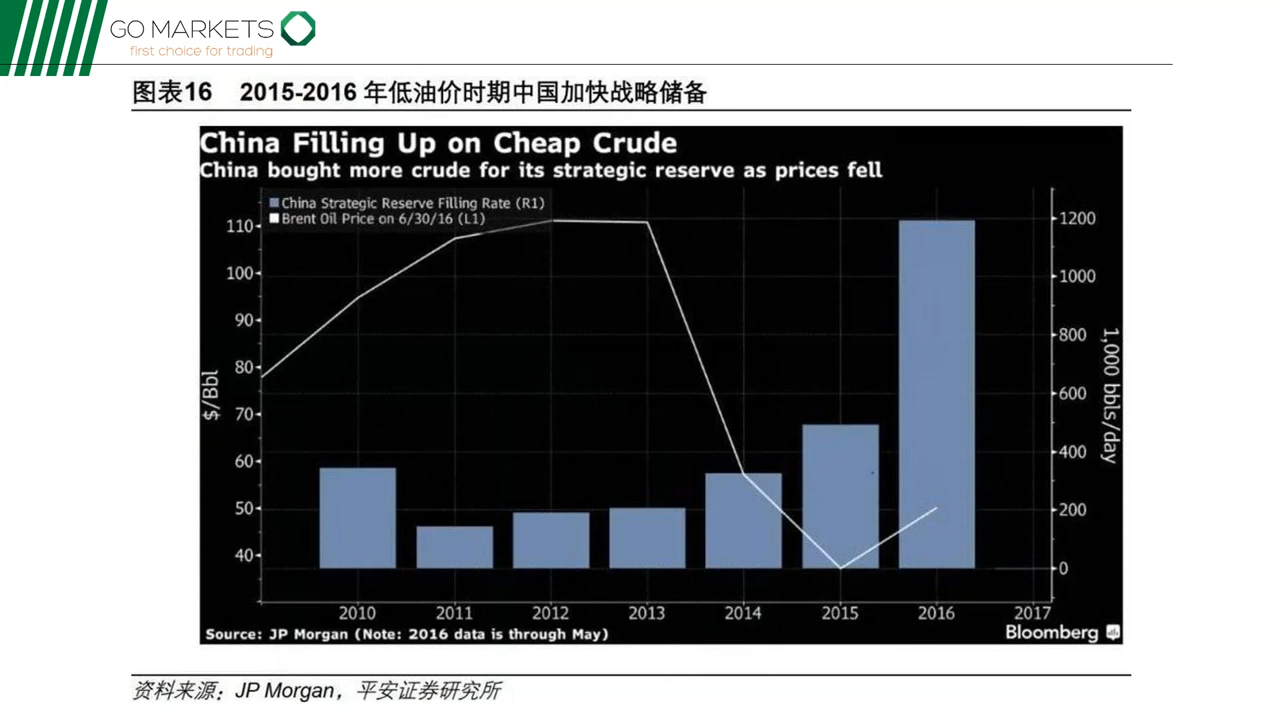 GO MARKETS
first choice for trading
图表16 2015-2016 年低油价时期中国加快战略储备
China Filling Up on Cheap Crude
China bought more crude for its strategic reserve as prices fell
China Strategic Reserve Filling Rate (R1)
Brent Oil Price on 6/30/16 (L1)
110
100
90
80
70
60
50
40
$/Bbl
1200
1000
800
600
400
200
0
1,000 bbls/day
2010 2011 2012 2013 2014 2015 2016 2017
Source: JP Morgan (Note: 2016 data is through May)
Bloomberg
资料来源：JP Morgan，平安证券研究所